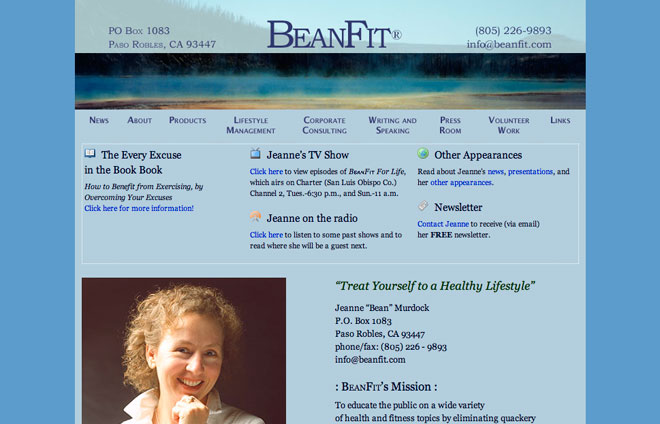 PO Box 1083
Paso Robles, CA 93447
BeanFit®
(805) 226-9893
info@beanfit.com
News
About
Products
Lifestyle
Management
Corporate
Consulting
Writing and
Speaking
Press
Room
Volunteer
Work
Links
The Every Excuse
in the Book Book
How to Benefit from Exercising, by
Overcoming Your Excuses
Click here for more information!
Jeanne's TV Show
Click here to view episodes of BeanFit For Life,
which airs on Charter (San Luis Obispo Co.)
Channel 2, Tues.-6:30 p.m., and Sun.-11 a.m.
Jeanne on the radio
Click here to listen to some past shows and to
read where she will be a guest next.
Other Appearances
Read about Jeanne's news, presentations, and
her other appearances.
Newsletter
Contact Jeanne to receive (via email)
her FREE newsletter.
“Treat Yourself to a Healthy Lifestyle”
Jeanne “Bean” Murdock
P.O. Box 1083
Paso Robles, CA 93447
phone/fax: (805) 226 - 9893
info@beanfit.com
: BeanFit's Mission :
To educate the public on a wide variety
of health and fitness topics by eliminating quackery